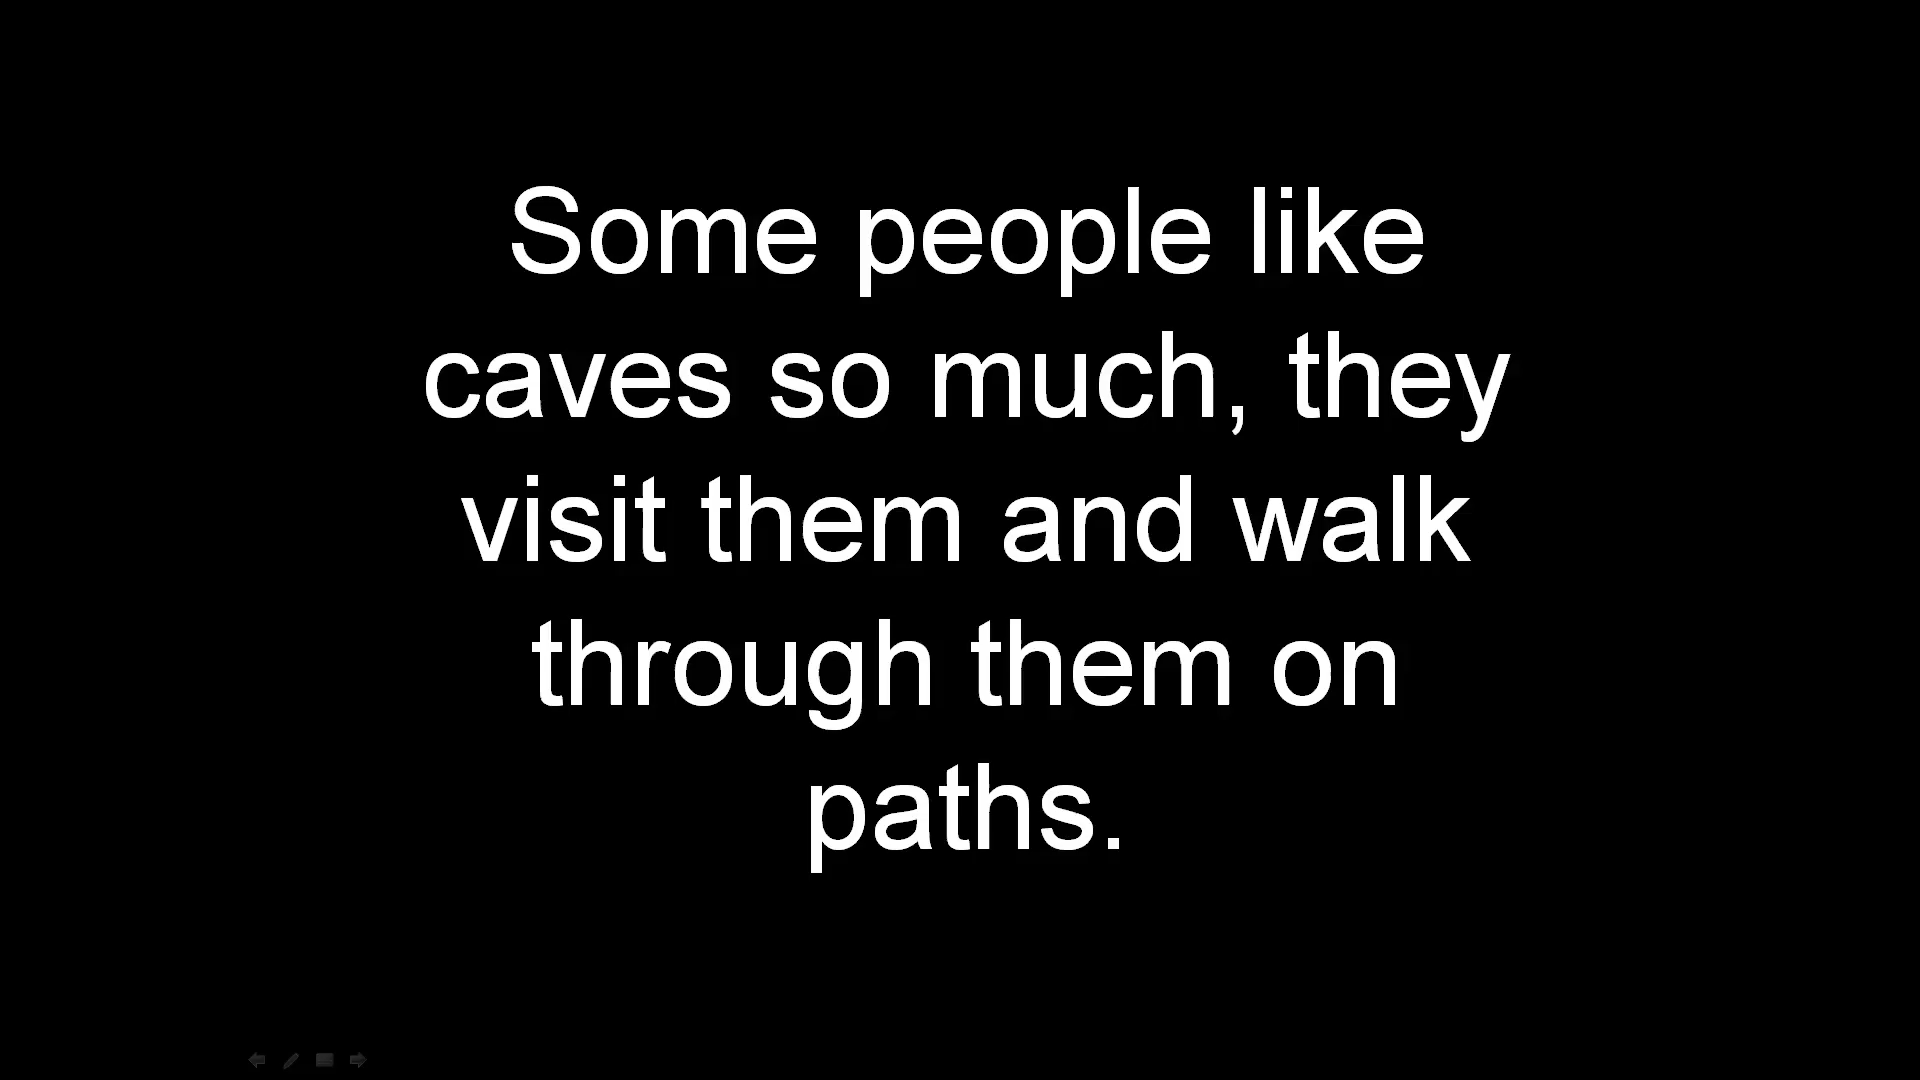 Some people like
caves so much, they
visit them and walk
through them on
paths.